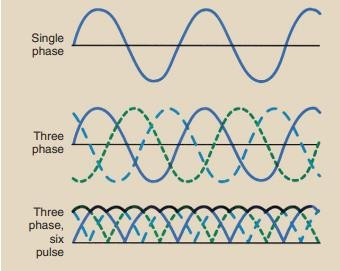 Single
phase
Three
phase
Three
phase,
six
pulse